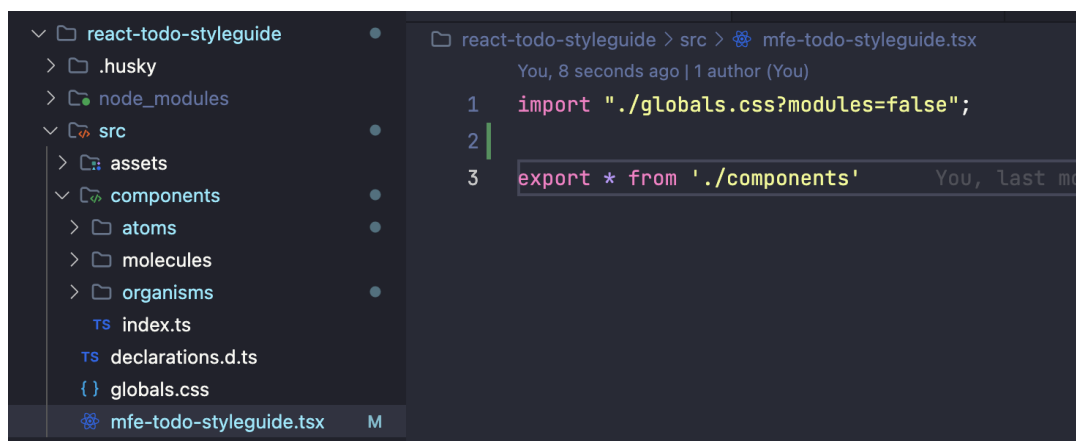 react-todo-styleguide
.husky
node_modules
src
assets
components
atoms
molecules
organisms
TS index.ts
TS declarations.d.ts
{} globals.css
mfe-todo-styleguide.tsx M
react-todo-styleguide > src > mfe-todo-styleguide.tsx
You, 8 seconds ago | 1 author (You)
1 import "./globals.css?modules=false";
2
3 export * from './components' You, last mo